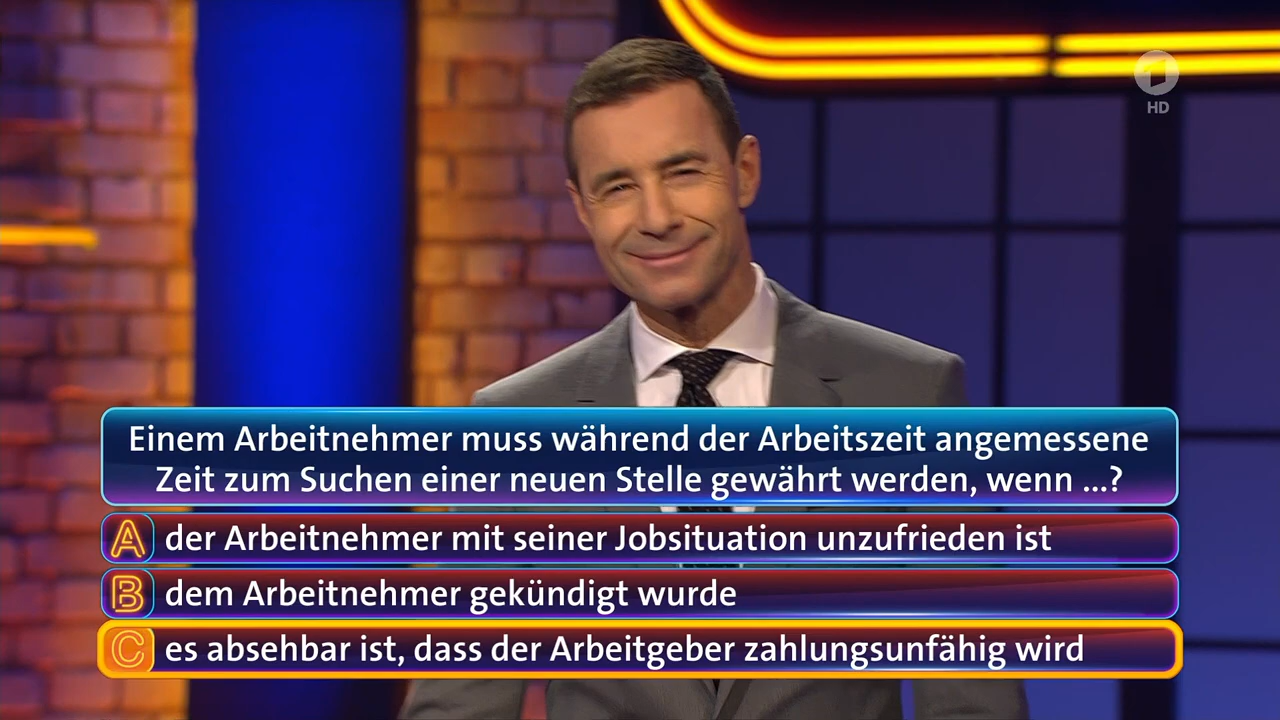 1
HD
Einem Arbeitnehmer muss während der Arbeitszeit angemessene
Zeit zum Suchen einer neuen Stelle gewährt werden, wenn ...?
A der Arbeitnehmer mit seiner Jobsituation unzufrieden ist
B dem Arbeitnehmer gekündigt wurde
C es absehbar ist, dass der Arbeitgeber zahlungsunfähig wird